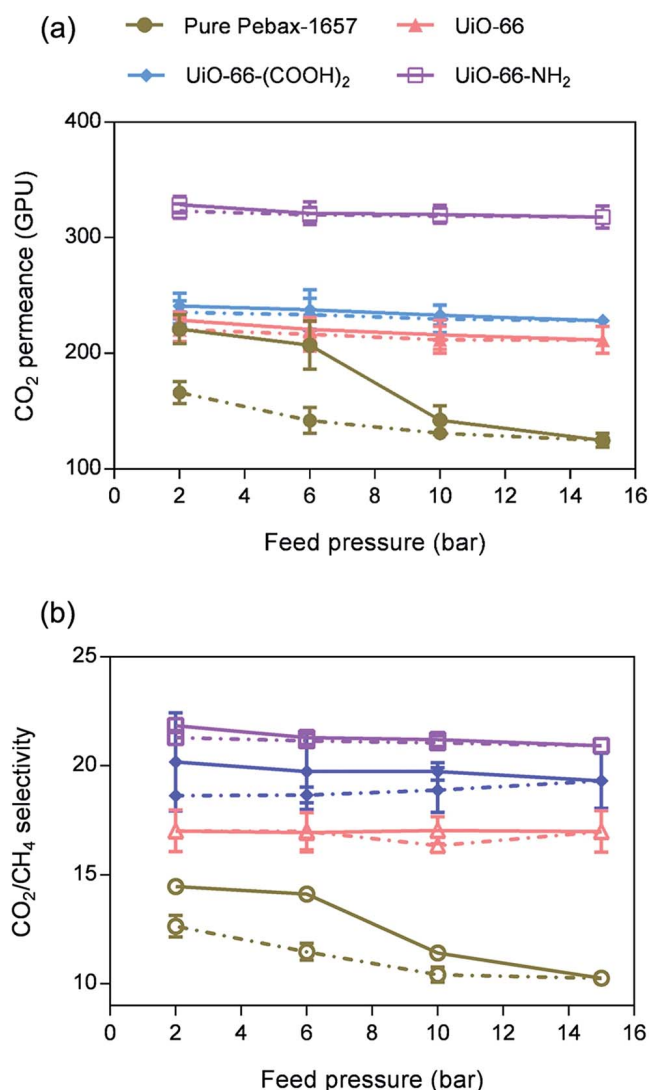 (a)
Pure Pebax-1657
UiO-66
UiO-66-(COOH)₂
UiO-66-NH₂
400
300
200
100
CO₂ permeance (GPU)
0 2 4 6 8 10 12 14 16
Feed pressure (bar)
(b)
25
20
15
10
CO₂/CH₄ selectivity
0 2 4 6 8 10 12 14 16
Feed pressure (bar)